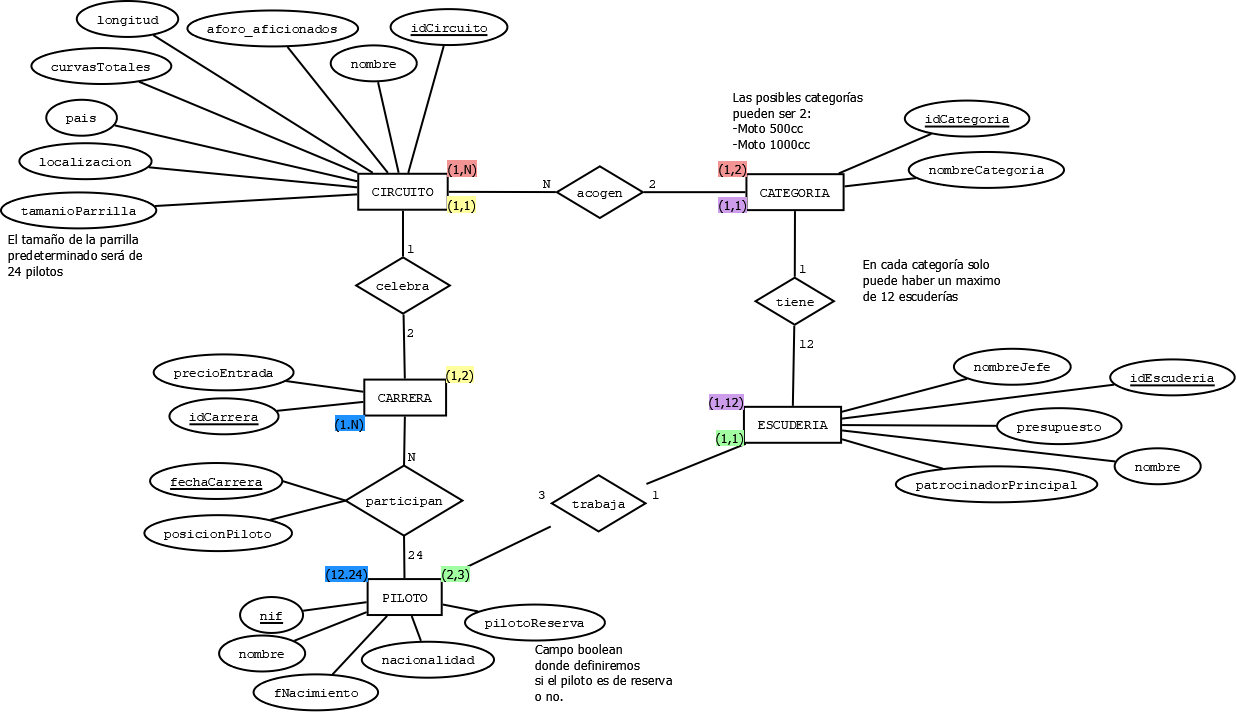 longitud
aforo_aficionados
idCircuito
curvasTotales
nombre
pais
localizacion
tamanioParrilla
El tamaño de la parrilla
predeterminado será de
24 pilotos
CIRCUITO
(1,N)
(1,1)
N
acogen
2
Las posibles categorías
pueden ser 2:
-Moto 500cc
-Moto 1000cc
idCategoria
nombreCategoria
(1,2)
(1,1)
CATEGORIA
1
celebra
2
1
tiene
12
En cada categoría solo
puede haber un maximo
de 12 escuderías
precioEntrada
idCarrera
CARRERA
(1,2)
(1.N)
nombreJefe
idEscuderia
presupuesto
nombre
patrocinadorPrincipal
(1,12)
(1,1)
ESCUDERIA
N
fechaCarrera
participan
posicionPiloto
24
3
trabaja
1
(12.24)
(2,3)
PILOTO
nif
nombre
fNacimiento
nacionalidad
pilotoReserva
Campo boolean
donde definiremos
si el piloto es de reserva
o no.